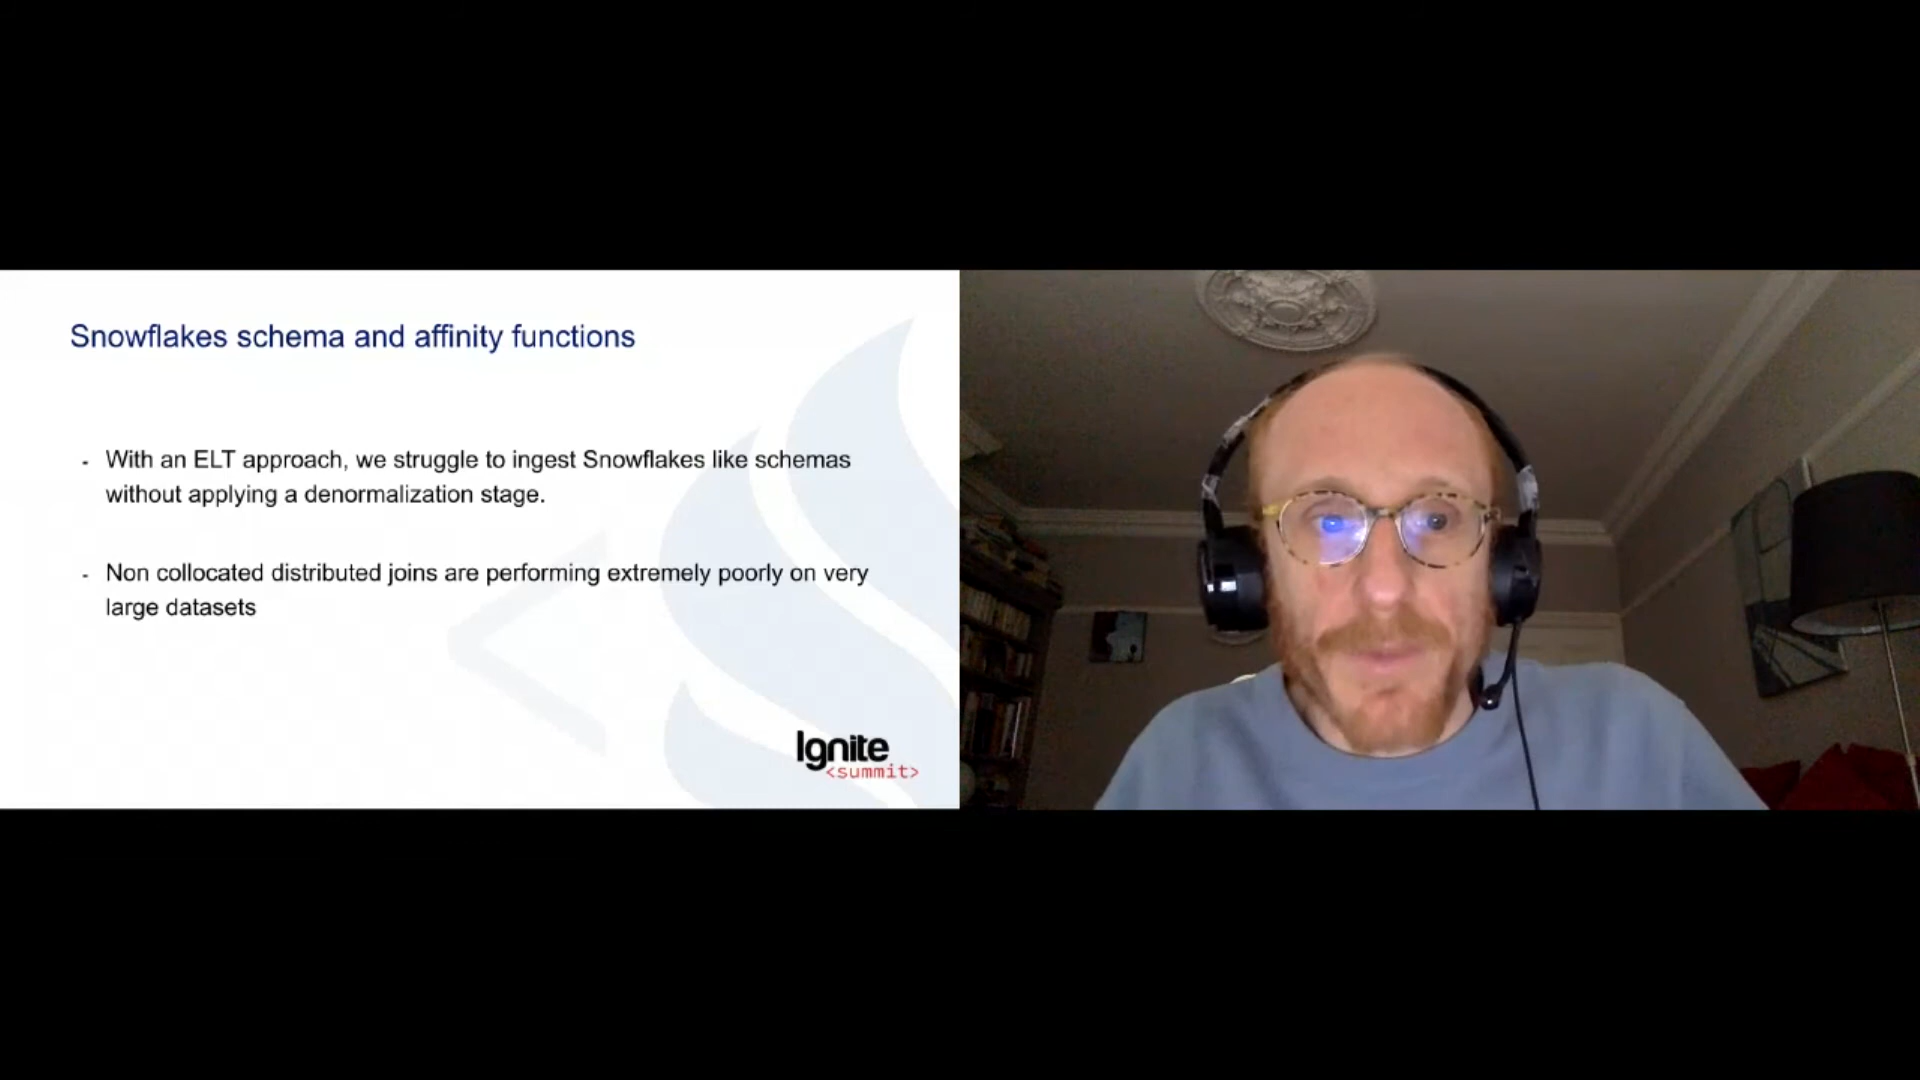 Snowflakes schema and affinity functions
- With an ELT approach, we struggle to ingest Snowflakes like schemas
without applying a denormalization stage.
- Non collocated distributed joins are performing extremely poorly on very
large datasets
Ignite
<summit>